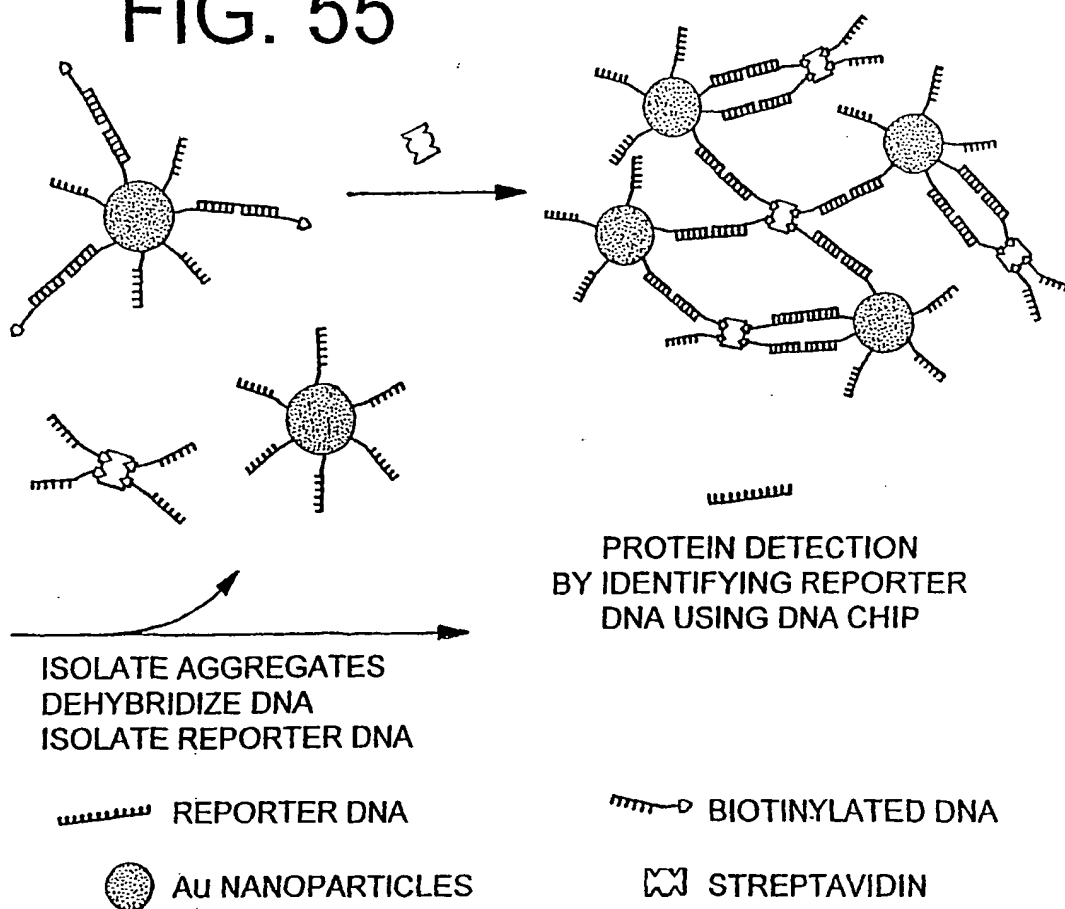 FIG. 55
PROTEIN DETECTION
BY IDENTIFYING REPORTER
DNA USING DNA CHIP
ISOLATE AGGREGATES
DEHYBRIDIZE DNA
ISOLATE REPORTER DNA
REPORTER DNA
BIOTINYLATED DNA
Au NANOPARTICLES
STREPTAVIDIN